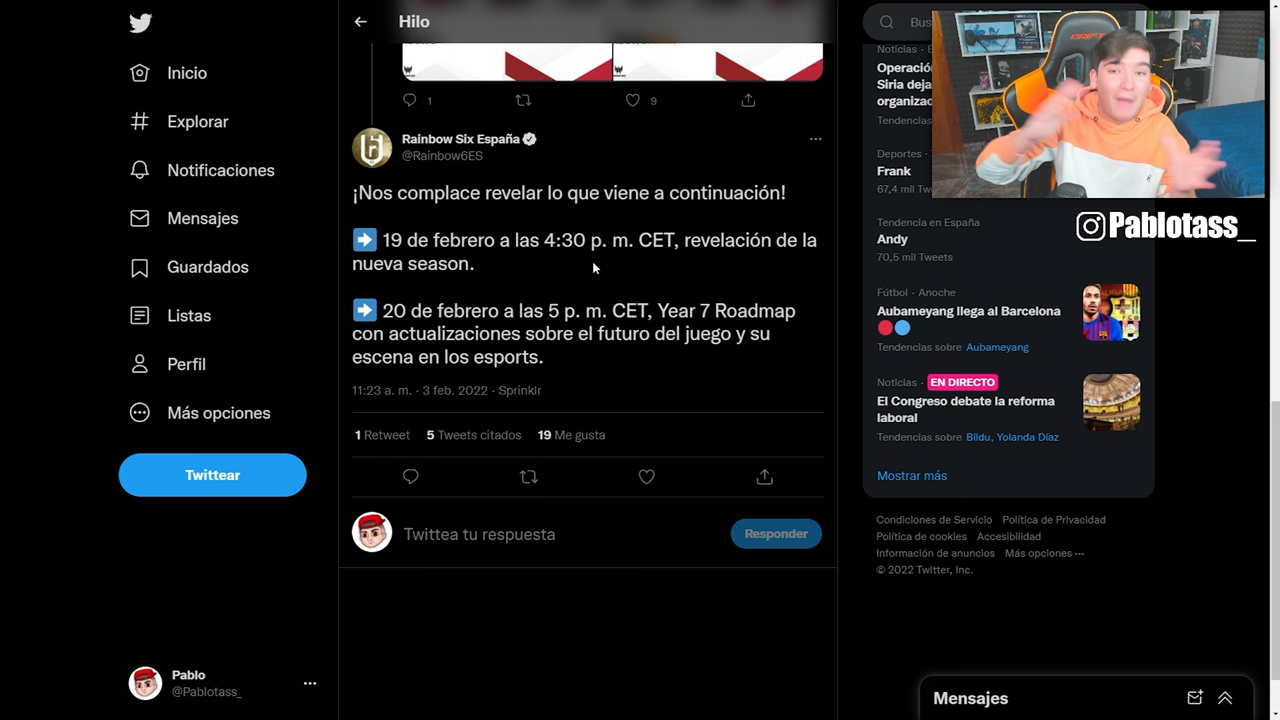 Inicio
Explorar
Notificaciones
Mensajes
Guardados
Listas
Perfil
Más opciones
Twittear
Pablo
@Pablotass_
Hilo
1
9
Rainbow Six España
@Rainbow6ES
¡Nos complace revelar lo que viene a continuación!
➡️ 19 de febrero a las 4:30 p. m. CET, revelación de la
nueva season.
➡️ 20 de febrero a las 5 p. m. CET, Year 7 Roadmap
con actualizaciones sobre el futuro del juego y su
escena en los esports.
11:23 a. m. · 3 feb. 2022 · Sprinklr
1 Retweet 5 Tweets citados 19 Me gusta
Twittea tu respuesta
Responder
Bus
Noticias
Operación
Siria deja
organizac
Tendencias
Deportes
Frank
67,4 mil Tw
DRIFT
Pablotass_
Tendencia en España
Andy
70,5 mil Tweets
Fútbol · Anoche
Aubameyang llega al Barcelona
🔴🔵
Tendencias sobre Aubameyang
Noticias · EN DIRECTO
El Congreso debate la reforma
laboral
Tendencias sobre Bildu, Yolanda Díaz
Mostrar más
Condiciones de Servicio Política de Privacidad
Política de cookies Accesibilidad
Información de anuncios Más opciones ···
© 2022 Twitter, Inc.
Mensajes